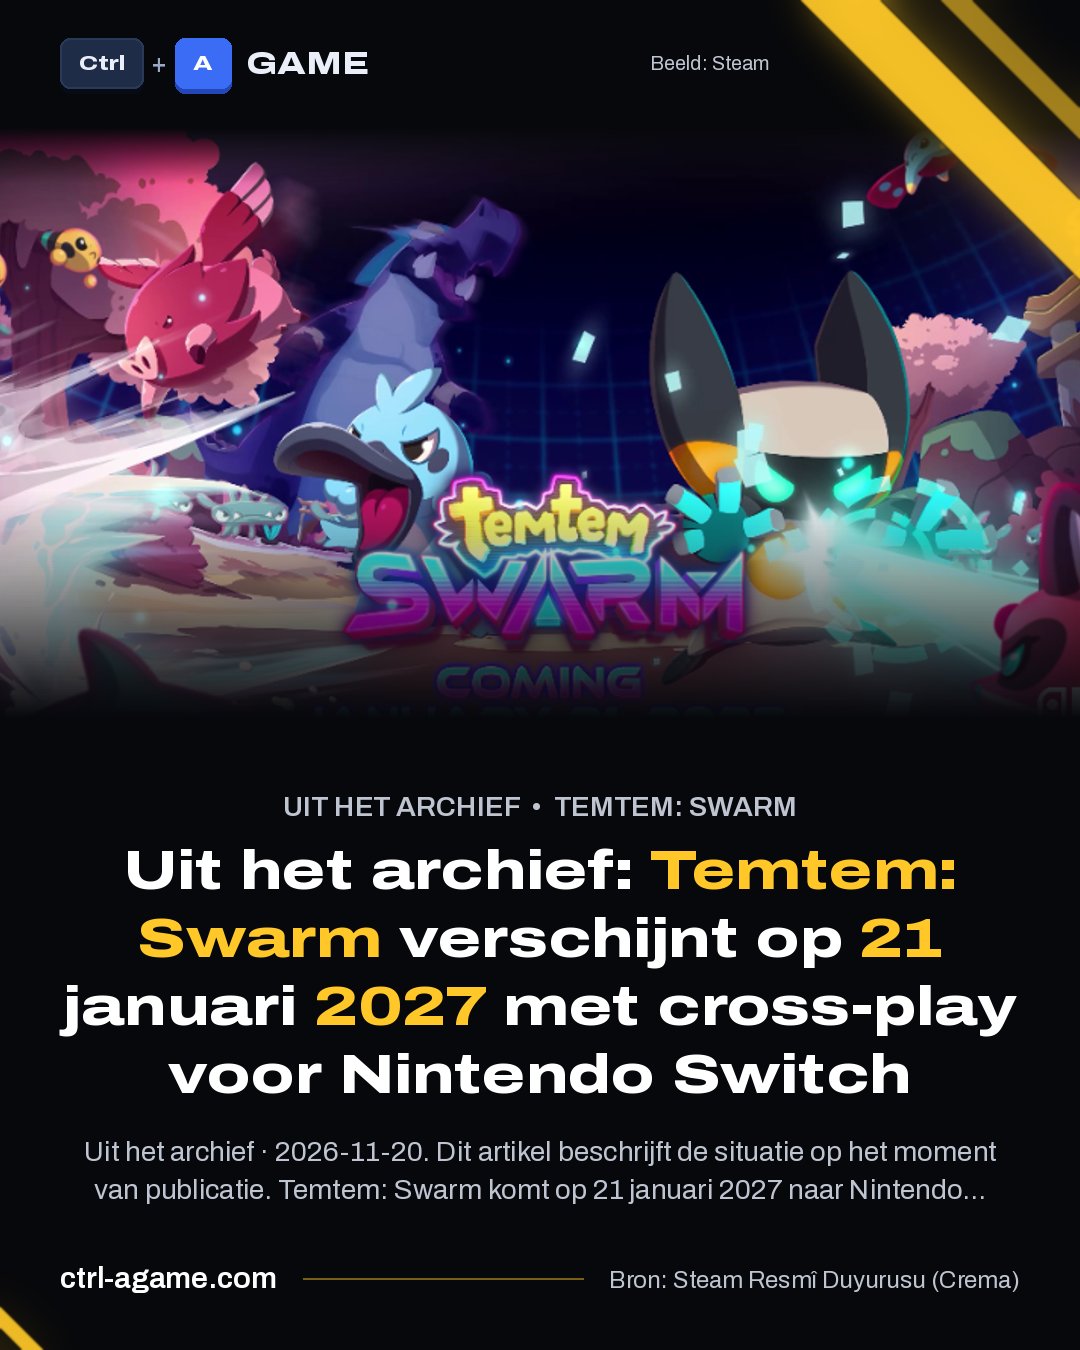 Ctrl + A GAME
Beeld: Steam
temtem
SWARM
COMING
UIT HET ARCHIEF • TEMTEM: SWARM
Uit het archief: Temtem:
Swarm verschijnt op 21
januari 2027 met cross-play
voor Nintendo Switch
Uit het archief · 2026-11-20. Dit artikel beschrijft de situatie op het moment
van publicatie. Temtem: Swarm komt op 21 januari 2027 naar Nintendo...
ctrl-agame.com
Bron: Steam Resmî Duyurusu (Crema)